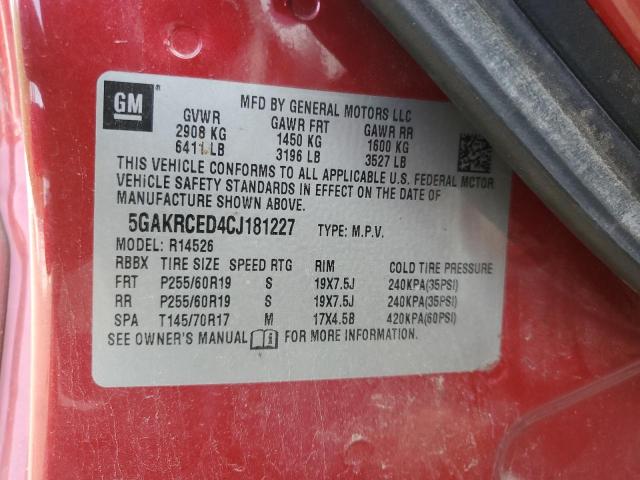 GM ®
MFD BY GENERAL MOTORS LLC
GVWR GAWR FRT GAWR RR
2908 KG 1450 KG 1600 KG
6411 LB 3196 LB 3527 LB
THIS VEHICLE CONFORMS TO ALL APPLICABLE U.S. FEDERAL MOTOR
VEHICLE SAFETY STANDARDS IN EFFECT ON THE DATE OF
MANUFACTURE SHOWN ABOVE.
5GAKRCED4CJ181227 TYPE: M.P.V.
MODEL: R14526
RBBX TIRE SIZE SPEED RTG RIM COLD TIRE PRESSURE
FRT P255/60R19 S 19X7.5J 240KPA(35PSI)
RR P255/60R19 S 19X7.5J 240KPA(35PSI)
SPA T145/70R17 M 17X4.5B 420KPA(60PSI)
SEE OWNER'S MANUAL i FOR MORE INFORMATION.